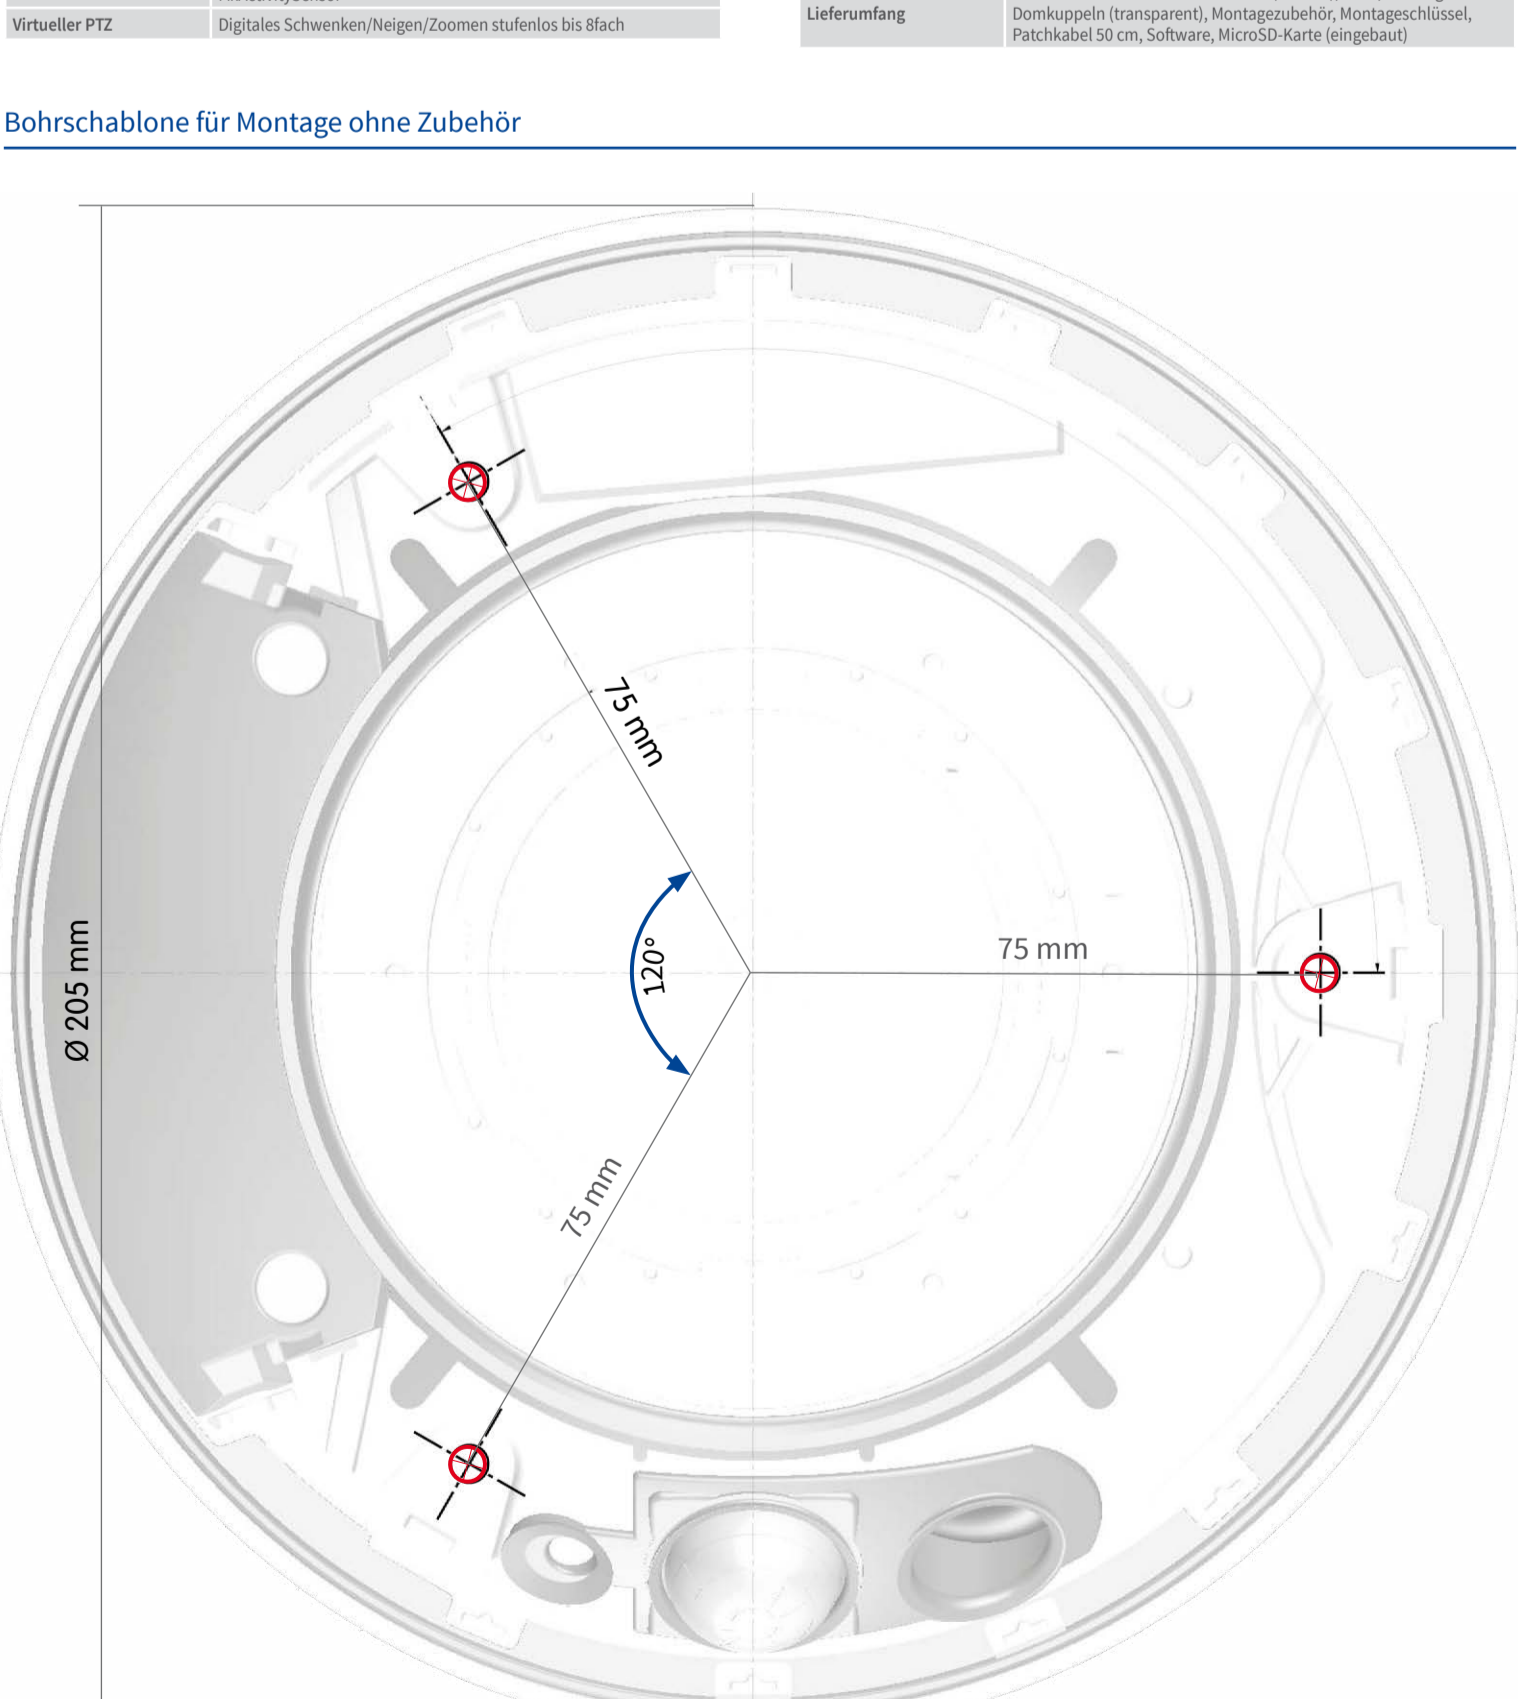 Virtueller PTZ
Digitales Schwenken/Neigen/Zoomen stufenlos bis 8fach
Lieferumfang
Domkuppeln (transparent), Montagezubehör, Montageschlüssel,
Patchkabel 50 cm, Software, MicroSD-Karte (eingebaut)
Bohrschablone für Montage ohne Zubehör
75 mm
75 mm
120°
Ø 205 mm
75 mm